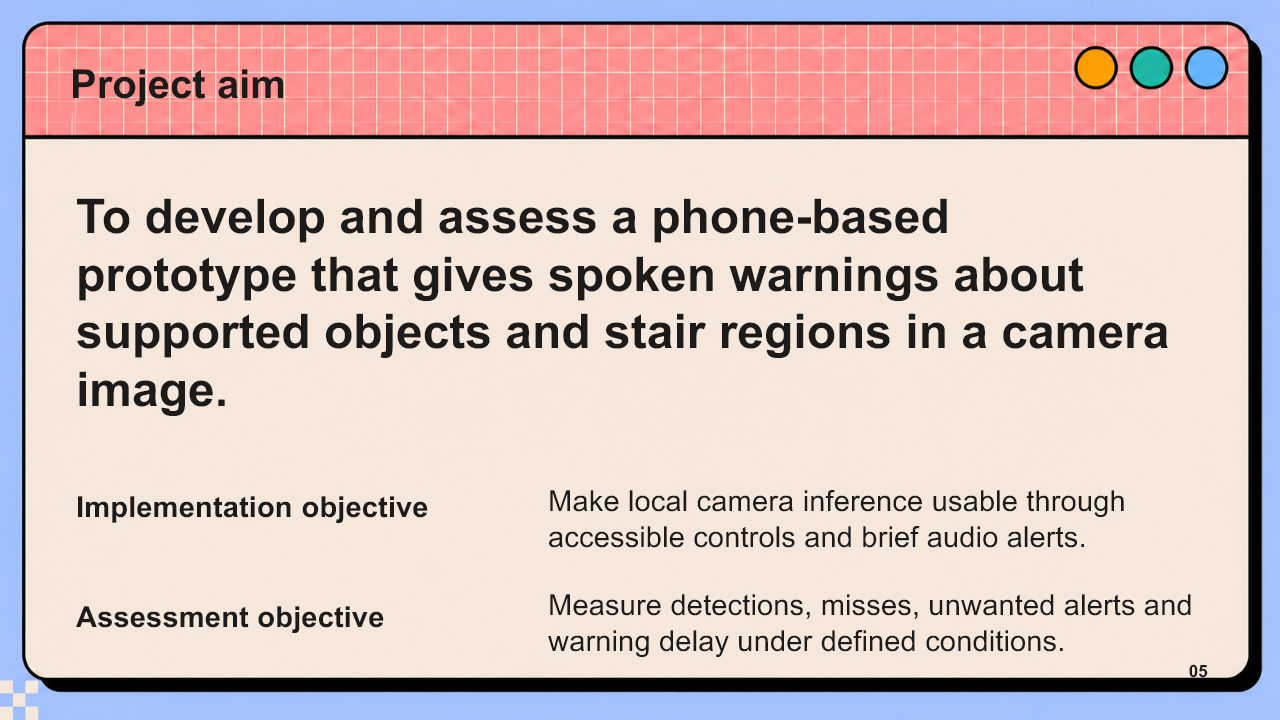 Project aim
To develop and assess a phone-based
prototype that gives spoken warnings about
supported objects and stair regions in a camera
image.
Implementation objective
Make local camera inference usable through
accessible controls and brief audio alerts.
Assessment objective
Measure detections, misses, unwanted alerts and
warning delay under defined conditions.
05